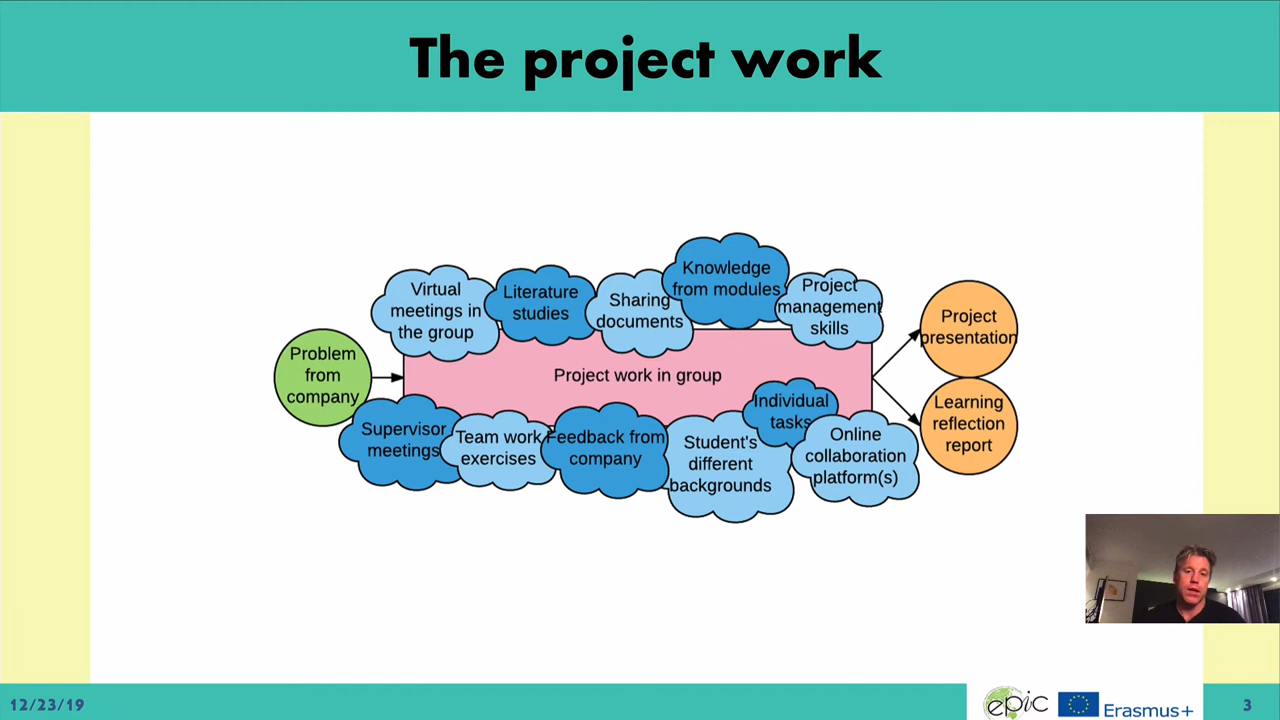 The project work
Virtual
meetings in
the group
Literature
studies
Sharing
documents
Knowledge
from modules
Project
management
skills
Problem
from
company
Project work in group
Project
presentation
Learning
reflection
report
Supervisor
meetings
Team work
exercises
Feedback from
company
Student's
different
backgrounds
Individual
tasks
Online
collaboration
platform(s)
12/23/19
epic
Erasmus+
3